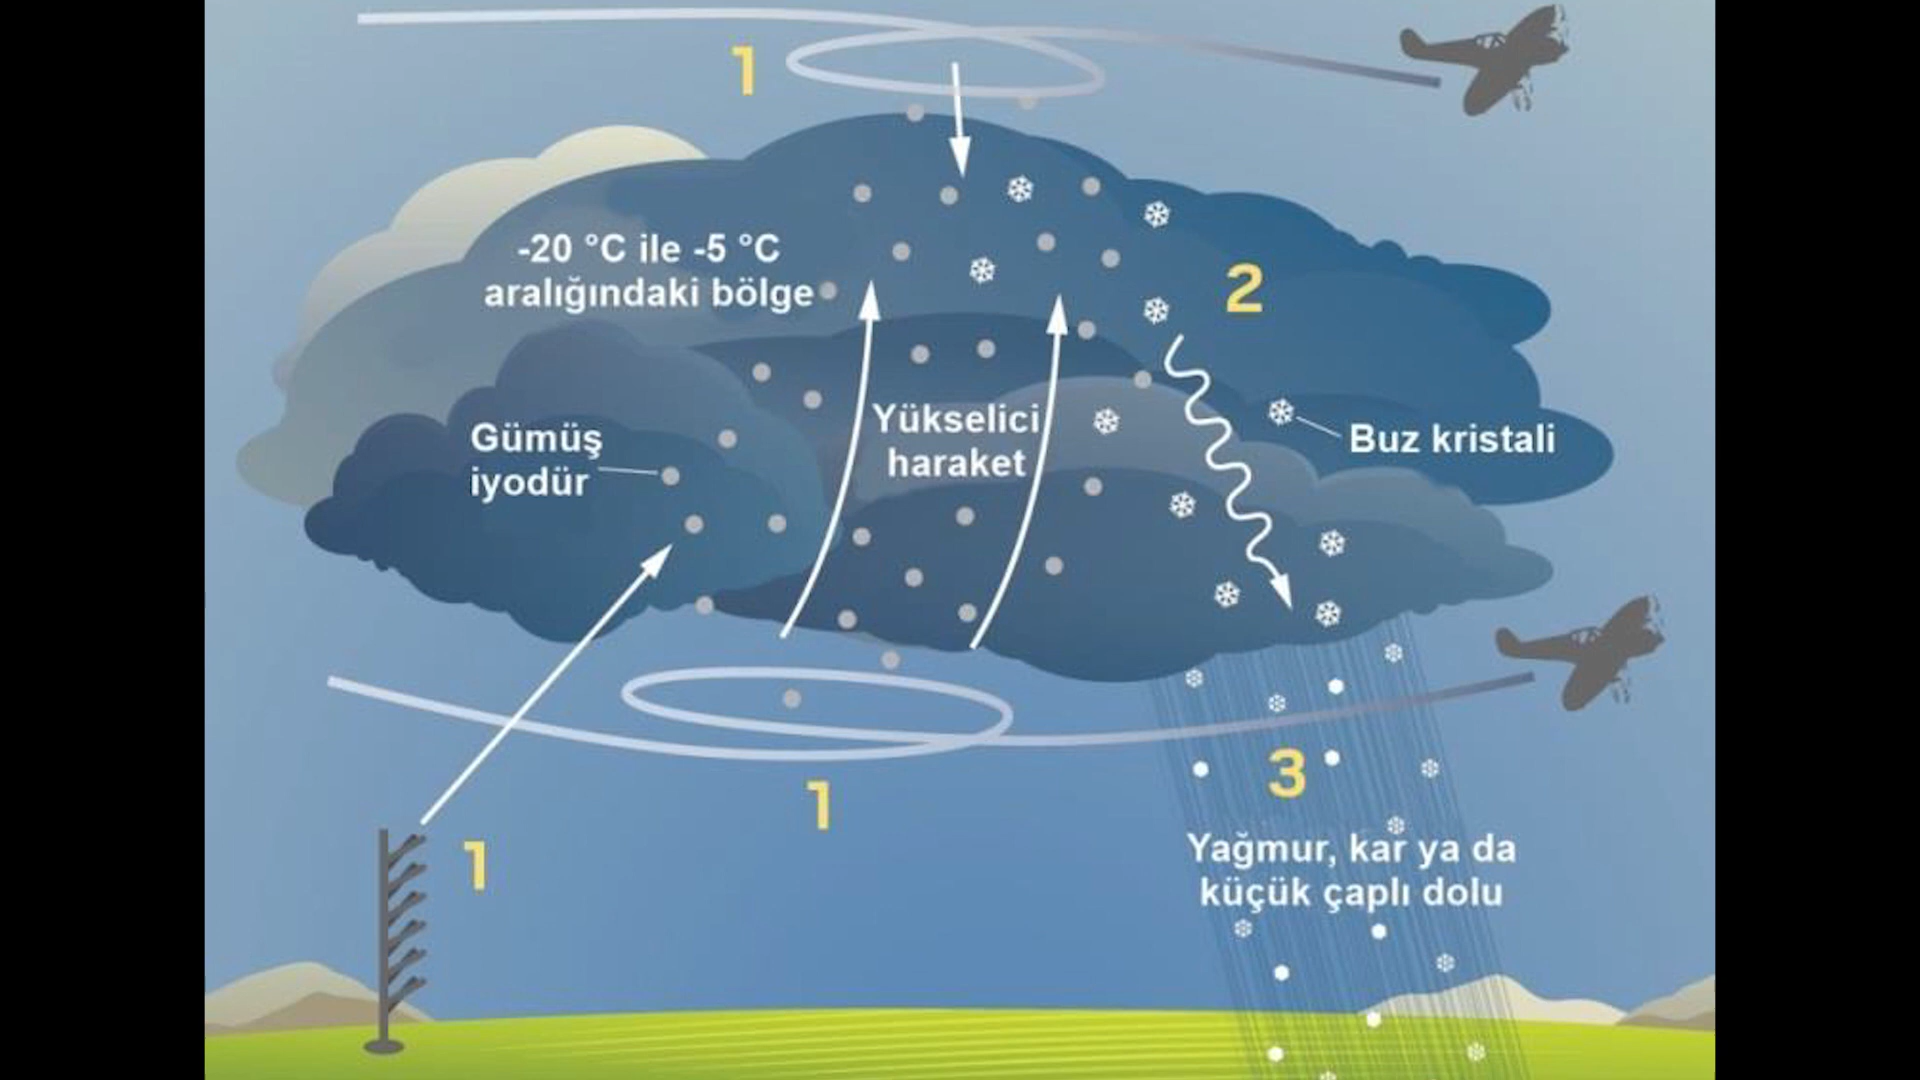 1
-20 °C ile -5 °C
aralığındaki bölge
2
Gümüş
iyodür
Yükselici
haraket
Buz kristali
1
3
1
Yağmur, kar ya da
küçük çaplı dolu